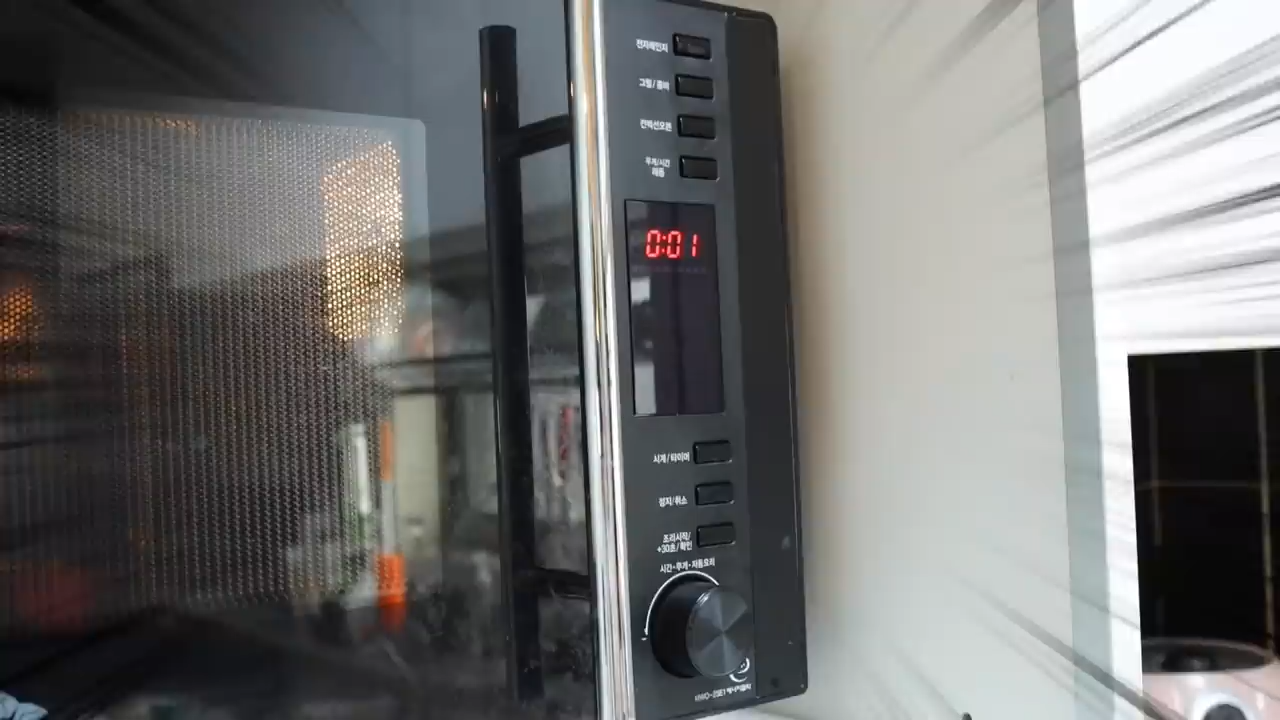 전자레인지
그릴/콤비
컨벡션오븐
무게/시간
해동
0:01
시계/타이머
정지/취소
조리시작/
+30초/확인
시간·무게·자동요리